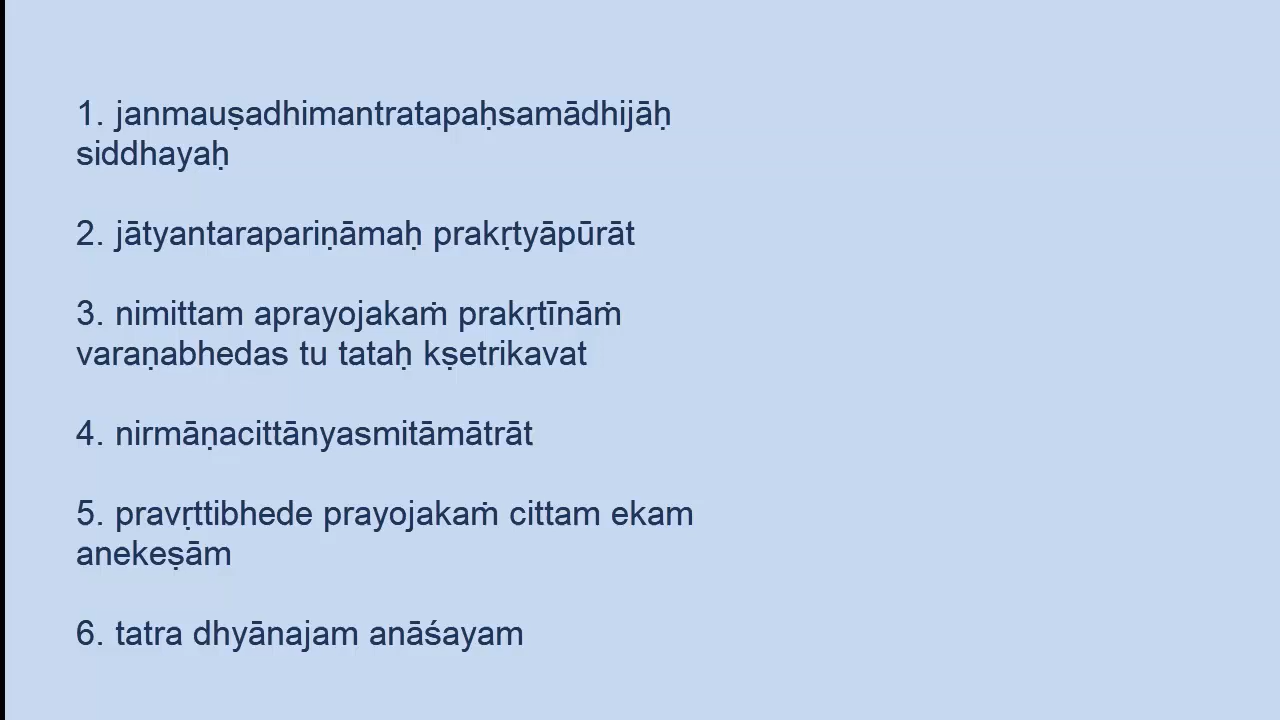 1. janmauṣadhimantratapaḥsamādhijāḥ
siddhayaḥ
2. jātyantarapariṇāmaḥ prakṛtyāpūrāt
3. nimittam aprayojakaṁ prakṛtīnāṁ
varaṇabhedas tu tataḥ kṣetrikavat
4. nirmāṇacittānyasmitāmātrāt
5. pravṛttibhede prayojakaṁ cittam ekam
anekeṣām
6. tatra dhyānajam anāśayam